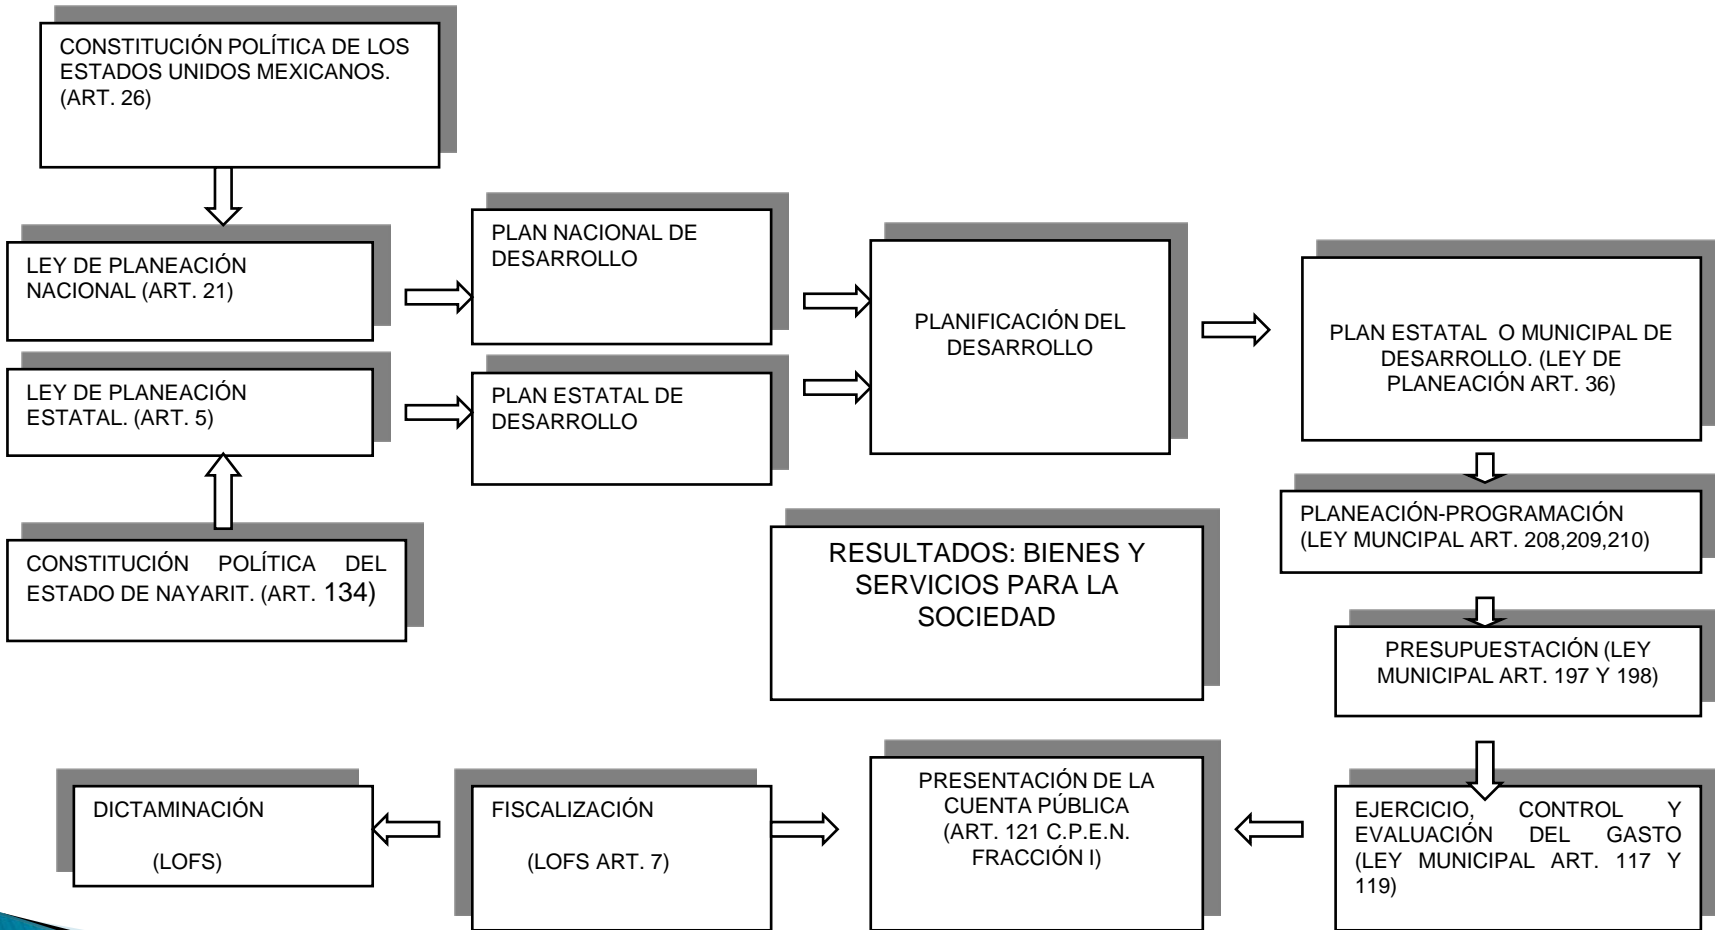 CONSTITUCIÓN POLÍTICA DE LOS
ESTADOS UNIDOS MEXICANOS.
(ART. 26)
LEY DE PLANEACIÓN
NACIONAL (ART. 21)
PLAN NACIONAL DE
DESARROLLO
PLANIFICACIÓN DEL
DESARROLLO
PLAN ESTATAL O MUNICIPAL DE
DESARROLLO. (LEY DE
PLANEACIÓN ART. 36)
LEY DE PLANEACIÓN
ESTATAL. (ART. 5)
PLAN ESTATAL DE
DESARROLLO
CONSTITUCIÓN POLÍTICA DEL
ESTADO DE NAYARIT. (ART. 134)
RESULTADOS: BIENES Y
SERVICIOS PARA LA
SOCIEDAD
PLANEACIÓN-PROGRAMACIÓN
(LEY MUNCIPAL ART. 208,209,210)
PRESUPUESTACIÓN (LEY
MUNICIPAL ART. 197 Y 198)
DICTAMINACIÓN
(LOFS)
FISCALIZACIÓN
(LOFS ART. 7)
PRESENTACIÓN DE LA
CUENTA PÚBLICA
(ART. 121 C.P.E.N.
FRACCIÓN I)
EJERCICIO, CONTROL Y
EVALUACIÓN DEL GASTO
(LEY MUNICIPAL ART. 117 Y
119)